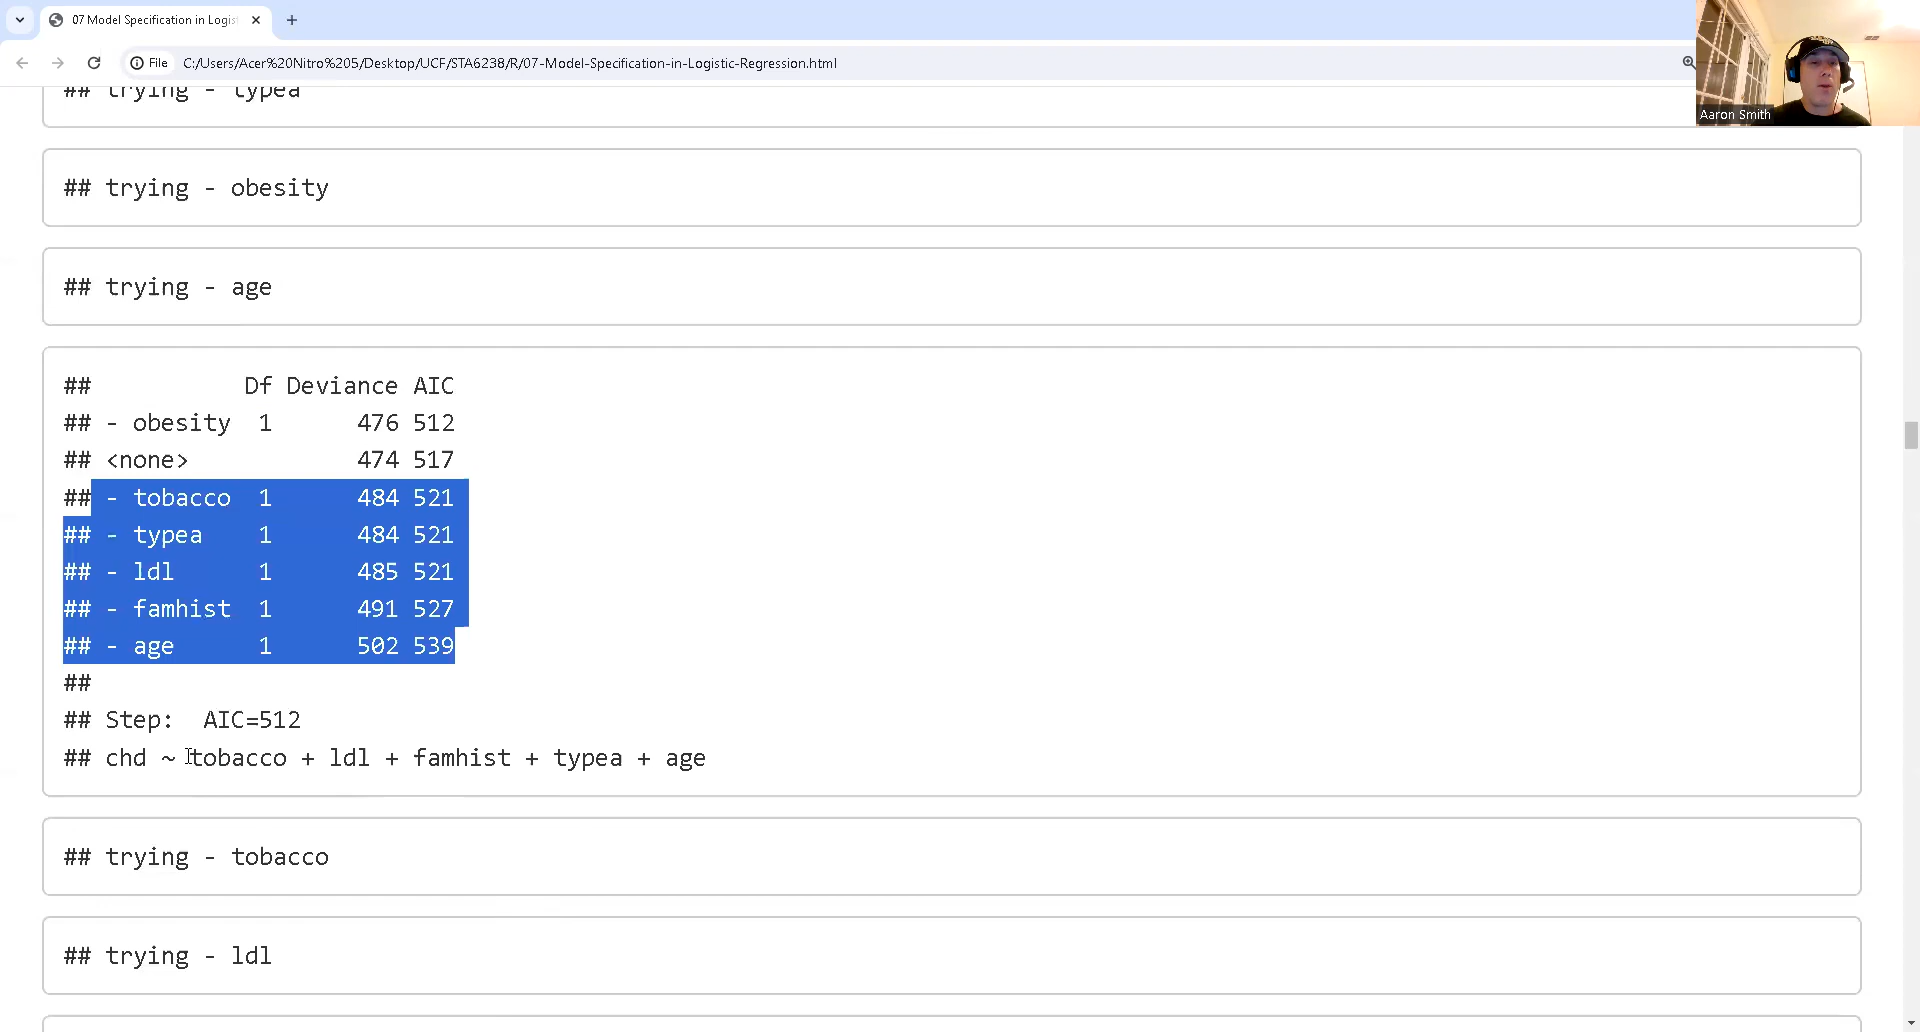 07 Model Specification in Logis
File C:/Users/Acer%20Nitro%205/Desktop/UCF/STA6238/R/07-Model-Specification-in-Logistic-Regression.html
Aaron Smith
## trying - typea
## trying - obesity
## trying - age
## Df Deviance AIC
## - obesity 1 476 512
## <none> 474 517
## - tobacco 1 484 521
## - typea 1 484 521
## - ldl 1 485 521
## - famhist 1 491 527
## - age 1 502 539
##
## Step: AIC=512
## chd ~ tobacco + ldl + famhist + typea + age
## trying - tobacco
## trying - ldl